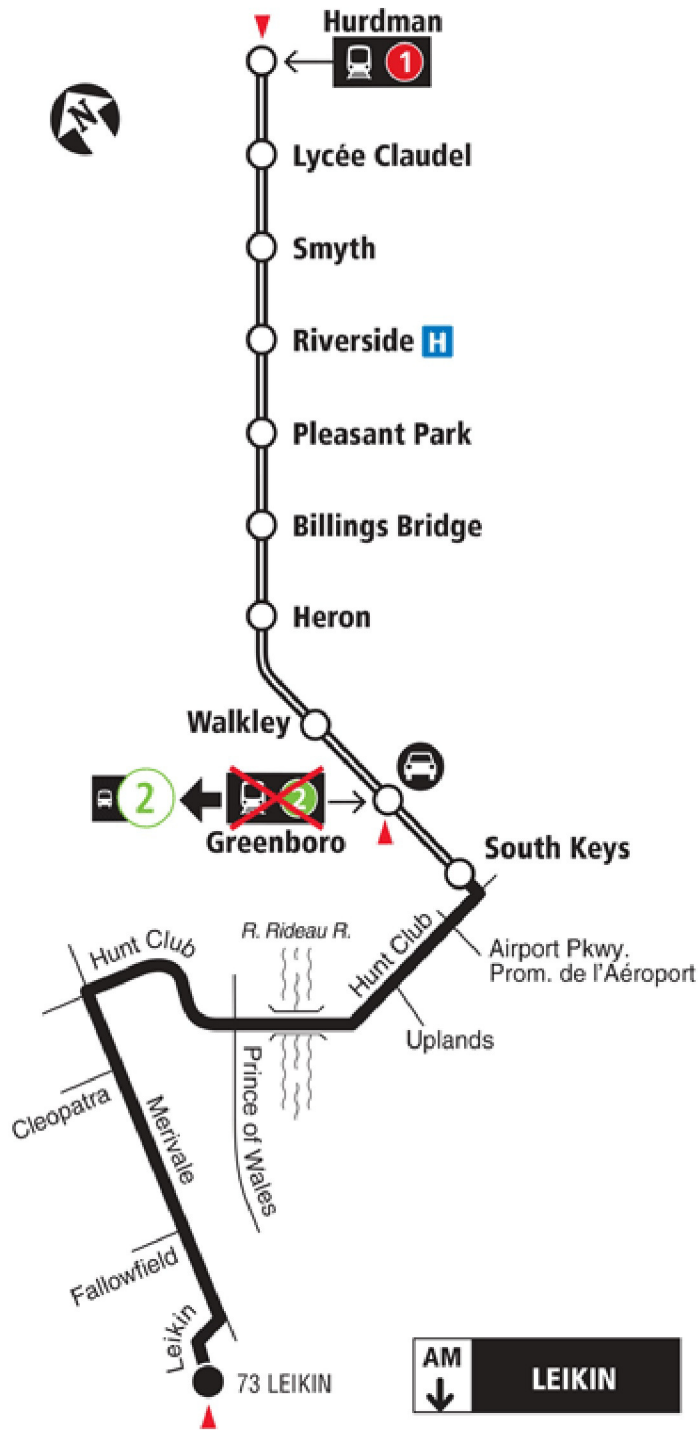 Hurdman
1
N
Lycée Claudel
Smyth
Riverside H
Pleasant Park
Billings Bridge
Heron
Walkley
2
2
Greenboro
South Keys
Hunt Club
R. Rideau R.
Hunt Club
Airport Pkwy.
Prom. de l'Aéroport
Uplands
Prince of Wales
Cleopatra
Merivale
Fallowfield
Leikin
73 LEIKIN
AM
LEIKIN